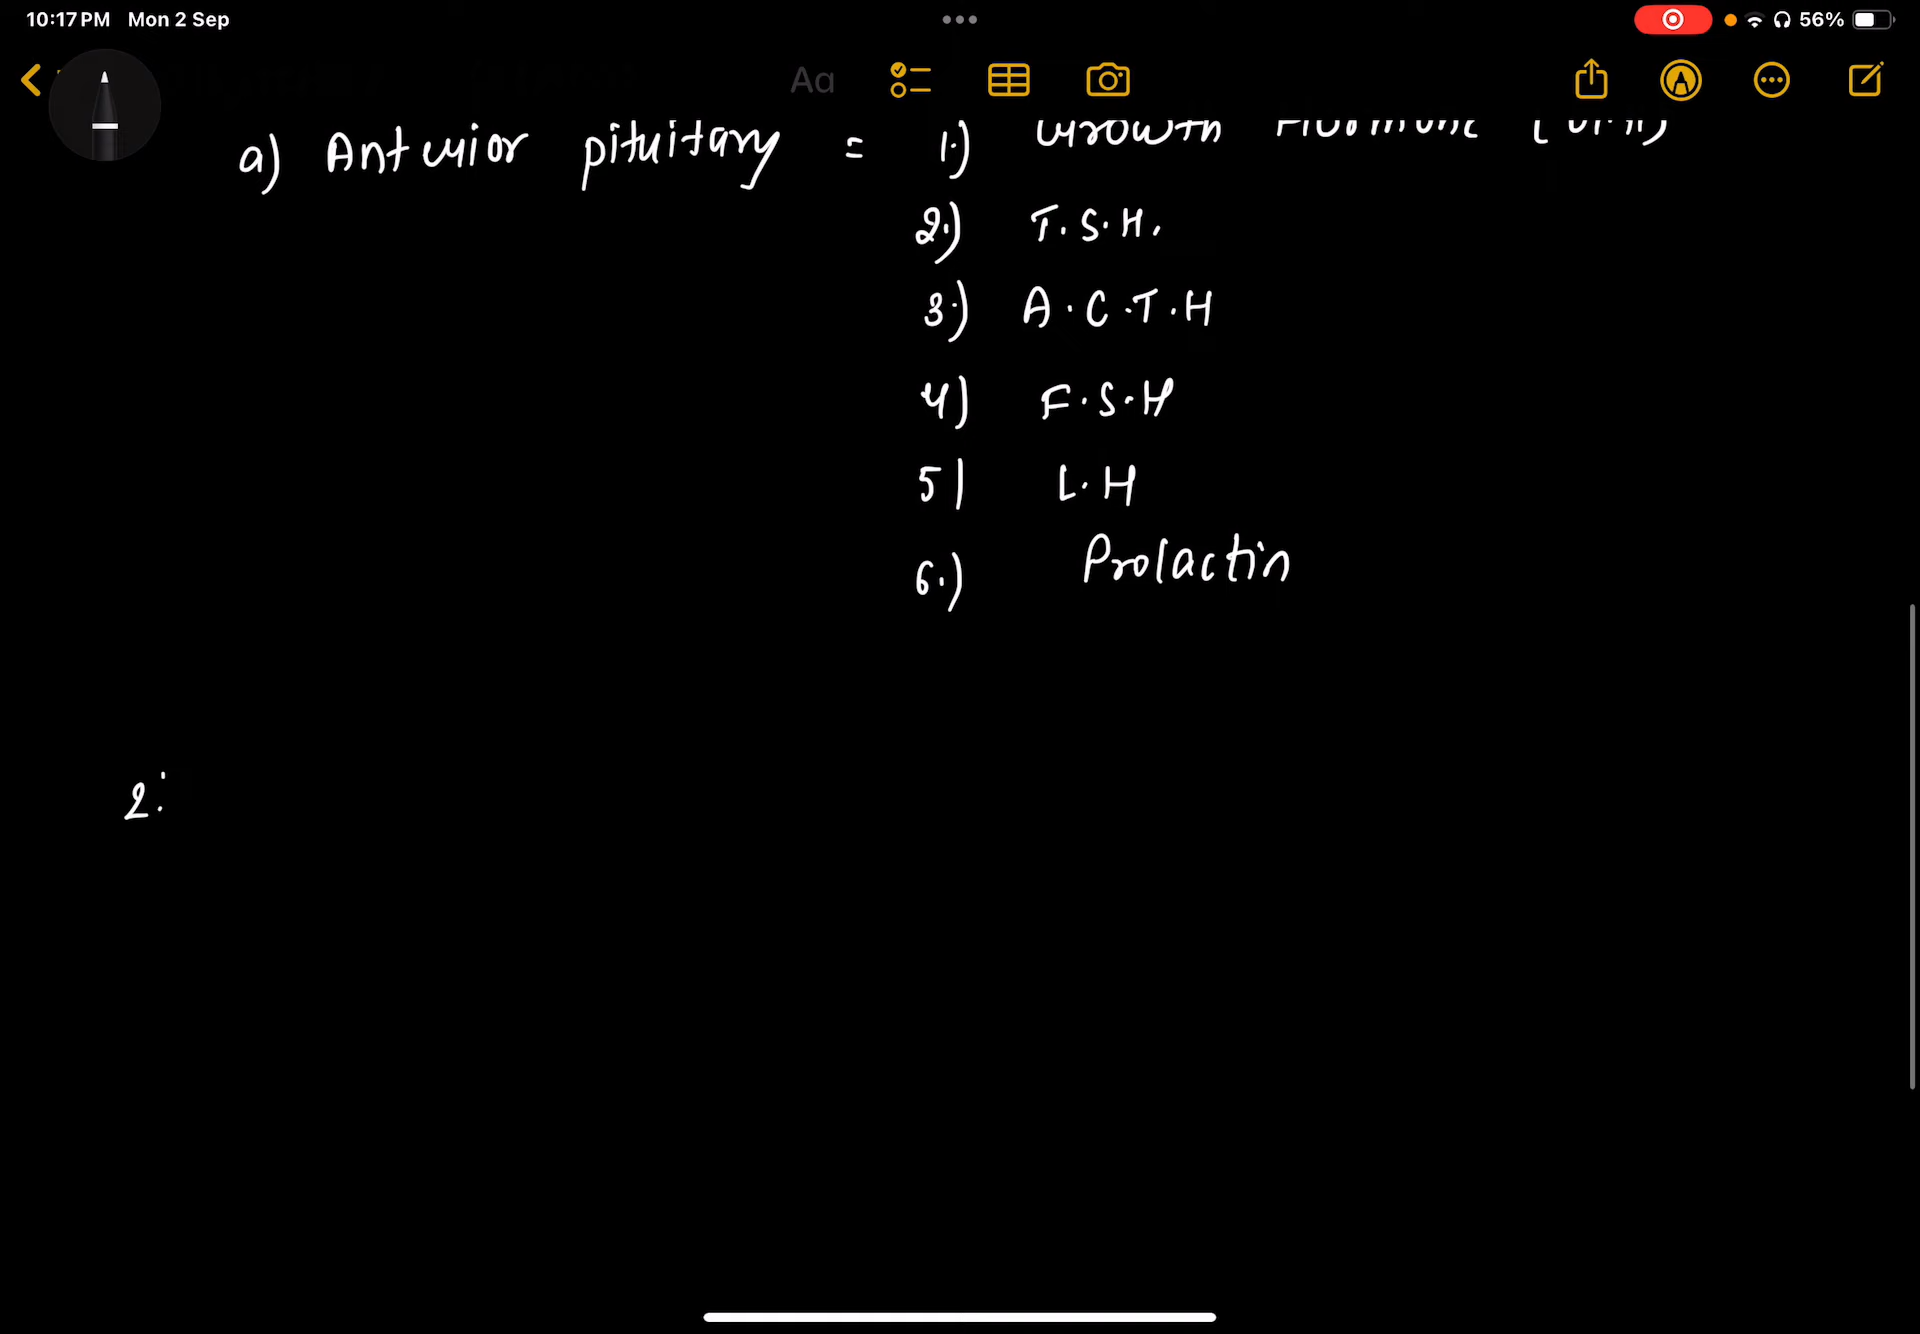 10:17 PM Mon 2 Sep 56%
Aa
a) Anterior pituitary = 1.) Growth Hormone (G.H)
2.) T.S.H.
3.) A.C.T.H
4) F.S.H
5) L.H
6.) Prolactin
2.